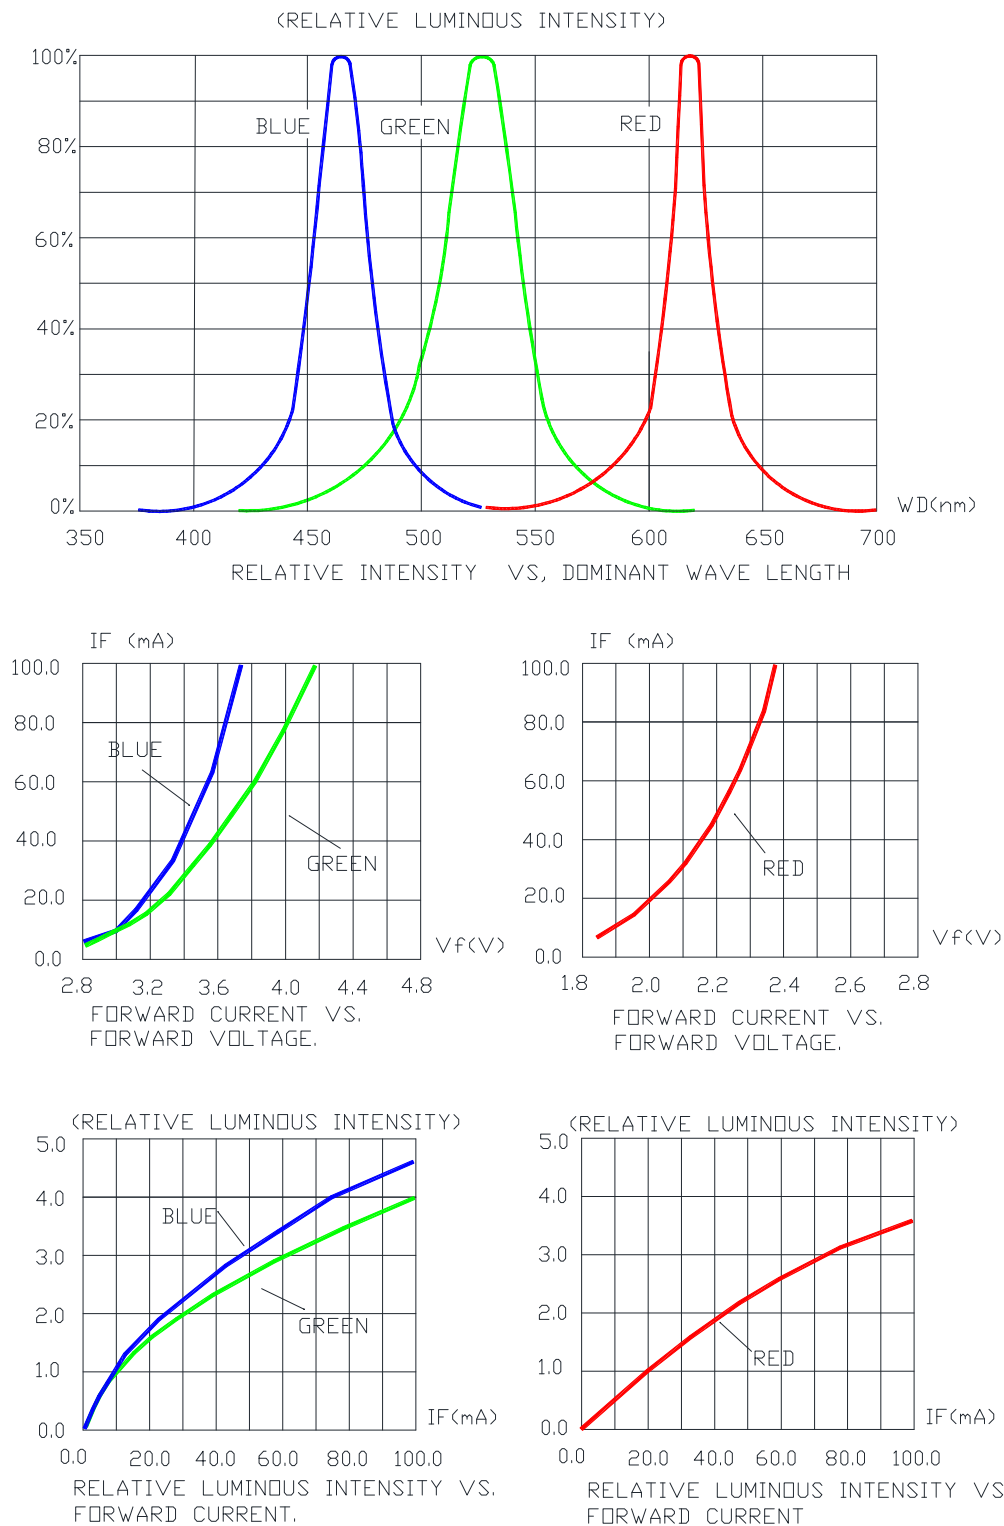 (RELATIVE LUMINOUS INTENSITY)
100%
BLUE
GREEN
RED
80%
60%
40%
20%
0%
WD(nm)
350 400 450 500 550 600 650 700
RELATIVE INTENSITY VS, DOMINANT WAVE LENGTH
IF (mA)
100.0
80.0
BLUE
60.0
40.0
GREEN
20.0
Vf(V)
0.0
2.8 3.2 3.6 4.0 4.4 4.8
FORWARD CURRENT VS.
FORWARD VOLTAGE.
IF (mA)
100.0
80.0
60.0
40.0
RED
20.0
Vf(V)
0.0
1.8 2.0 2.2 2.4 2.6 2.8
FORWARD CURRENT VS.
FORWARD VOLTAGE.
(RELATIVE LUMINOUS INTENSITY)
5.0
4.0
BLUE
3.0
GREEN
2.0
1.0
IF(mA)
0.0
0.0 20.0 40.0 60.0 80.0 100.0
RELATIVE LUMINOUS INTENSITY VS.
FORWARD CURRENT.
(RELATIVE LUMINOUS INTENSITY)
5.0
4.0
3.0
2.0
RED
1.0
IF(mA)
0.0
0.0 20.0 40.0 60.0 80.0 100.0
RELATIVE LUMINOUS INTENSITY VS
FORWARD CURRENT